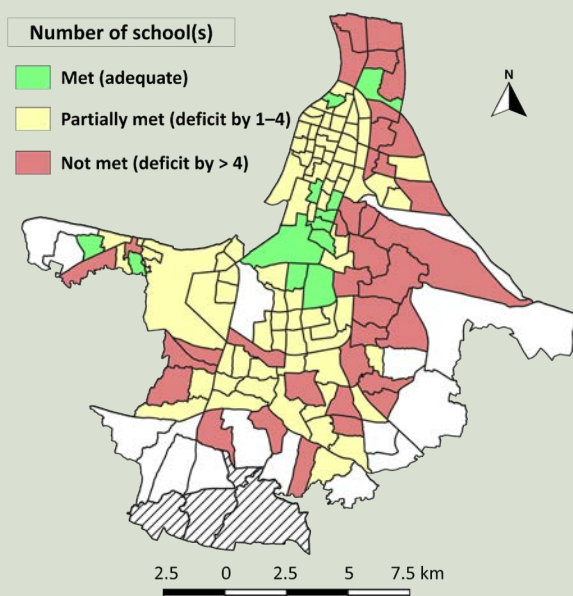 Number of school(s)
Met (adequate)
Partially met (deficit by 1–4)
Not met (deficit by > 4)
N
2.5 0 2.5 5 7.5 km